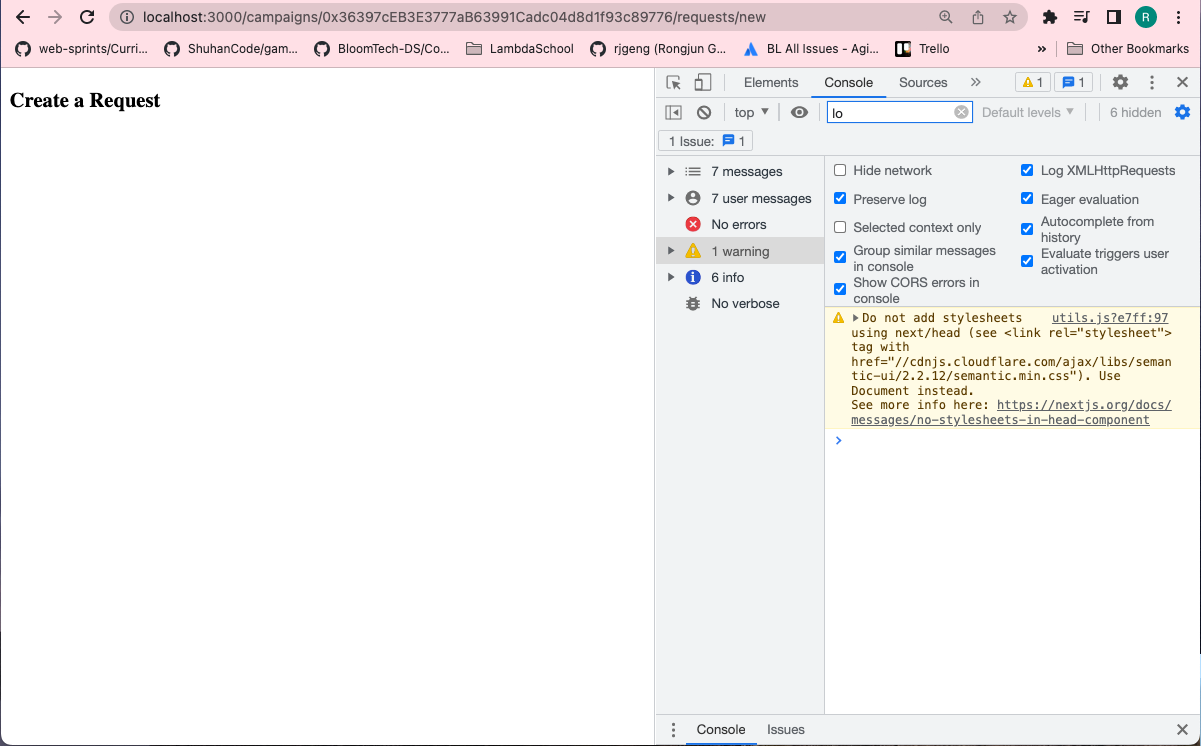 localhost:3000/campaigns/0x36397cEB3E3777aB63991Cadc04d8d1f93c89776/requests/new
R
web-sprints/Curri... ShuhanCode/gam... BloomTech-DS/Co... LambdaSchool rjgeng (Rongjun G... BL All Issues - Agi... Trello » Other Bookmarks
Create a Request
Elements Console Sources » 1 1
top lo Default levels 6 hidden
1 Issue: 1
7 messages
7 user messages
No errors
1 warning
6 info
No verbose
Hide network
Log XMLHttpRequests
Preserve log
Eager evaluation
Selected context only
Autocomplete from
history
Group similar messages
in console
Evaluate triggers user
activation
Show CORS errors in
console
Do not add stylesheets utils.js?e7ff:97
using next/head (see <link rel="stylesheet">
tag with
href="//cdnjs.cloudflare.com/ajax/libs/seman
tic-ui/2.2.12/semantic.min.css"). Use
Document instead.
See more info here: https://nextjs.org/docs/
messages/no-stylesheets-in-head-component
Console Issues